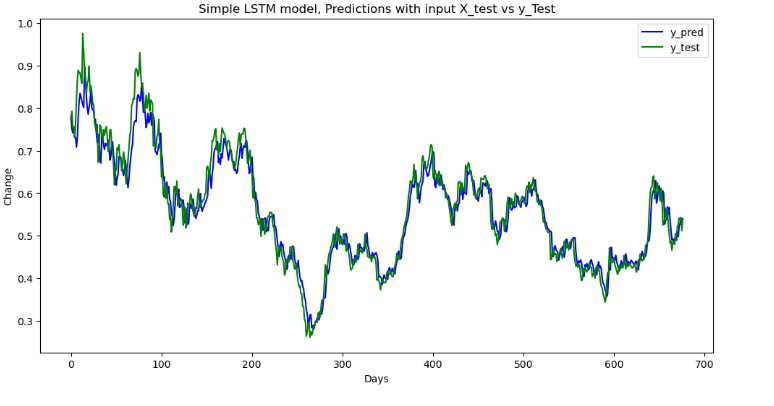 Simple LSTM model, Predictions with input X_test vs y_Test
1.0
y_pred
y_test
0.9
0.8
0.7
Change
0.6
0.5
0.4
0.3
0 100 200 300 400 500 600 700
Days